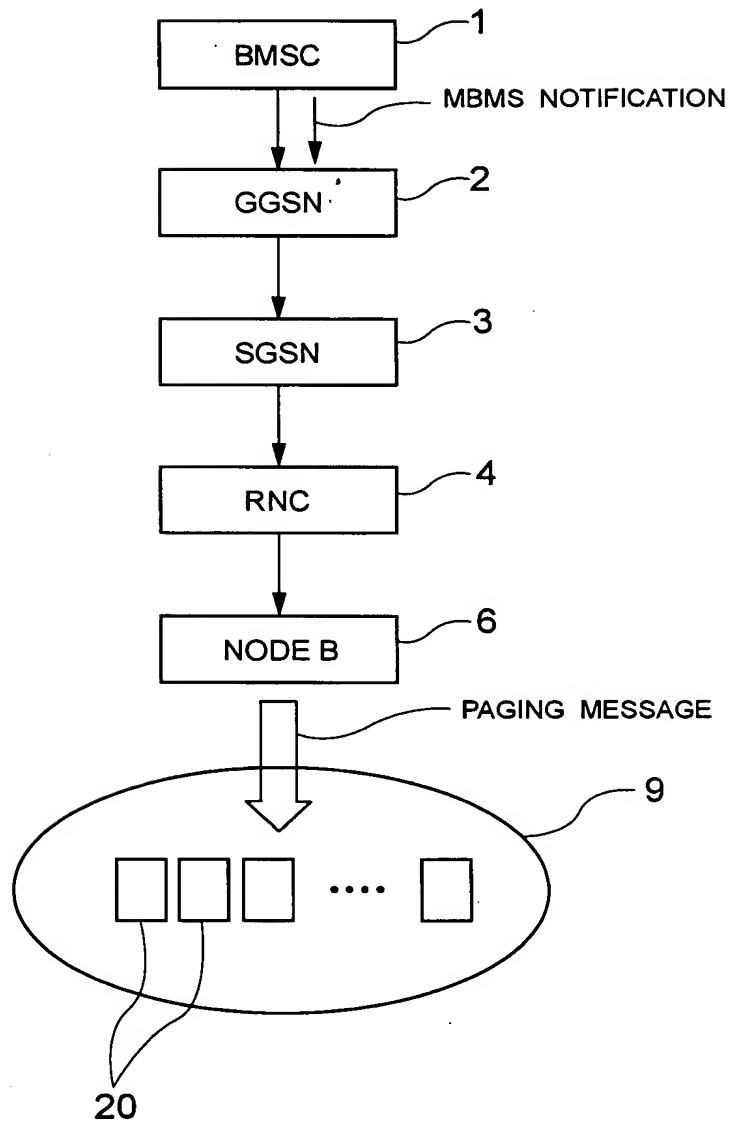 1
BMSC
MBMS NOTIFICATION
2
GGSN
3
SGSN
4
RNC
6
NODE B
PAGING MESSAGE
9
20